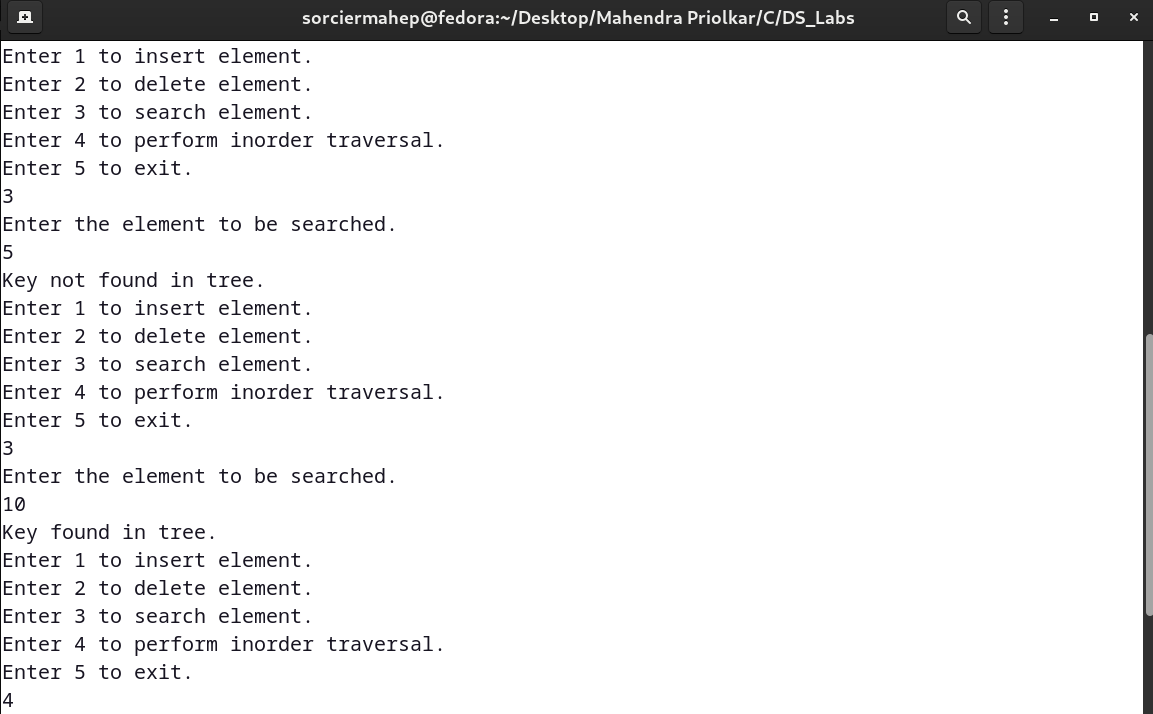 sorciermahep@fedora:~/Desktop/Mahendra Priolkar/C/DS_Labs
Enter 1 to insert element.
Enter 2 to delete element.
Enter 3 to search element.
Enter 4 to perform inorder traversal.
Enter 5 to exit.
3
Enter the element to be searched.
5
Key not found in tree.
Enter 1 to insert element.
Enter 2 to delete element.
Enter 3 to search element.
Enter 4 to perform inorder traversal.
Enter 5 to exit.
3
Enter the element to be searched.
10
Key found in tree.
Enter 1 to insert element.
Enter 2 to delete element.
Enter 3 to search element.
Enter 4 to perform inorder traversal.
Enter 5 to exit.
4